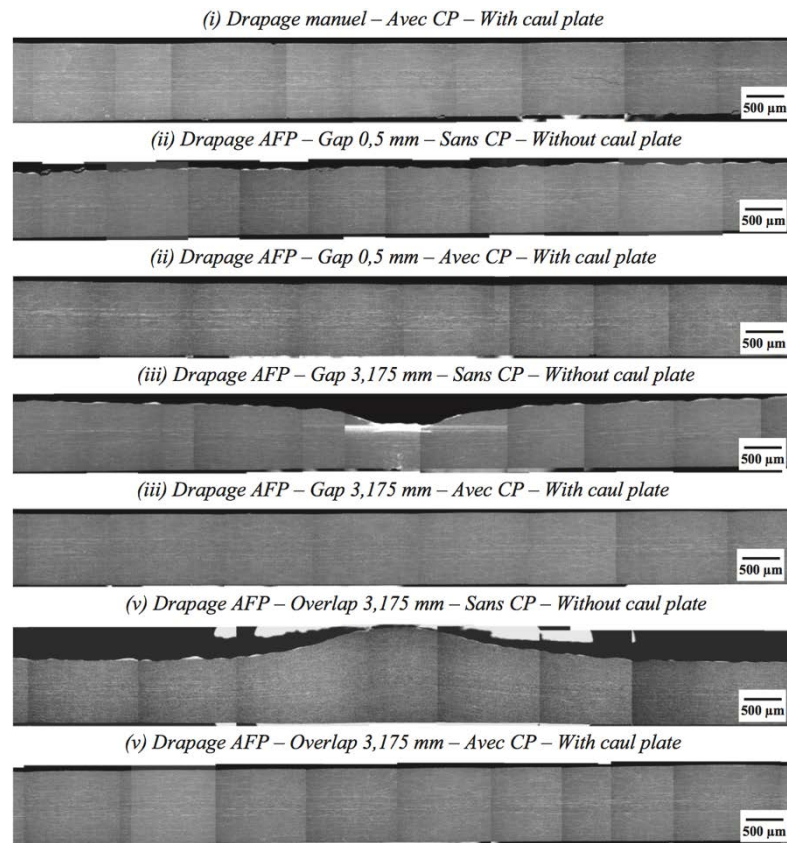 (i) Drapage manuel – Avec CP – With caul plate
500 µm
(ii) Drapage AFP – Gap 0,5 mm – Sans CP – Without caul plate
500 µm
(ii) Drapage AFP – Gap 0,5 mm – Avec CP – With caul plate
500 µm
(iii) Drapage AFP – Gap 3,175 mm – Sans CP – Without caul plate
500 µm
(iii) Drapage AFP – Gap 3,175 mm – Avec CP – With caul plate
500 µm
(v) Drapage AFP – Overlap 3,175 mm – Sans CP – Without caul plate
500 µm
(v) Drapage AFP – Overlap 3,175 mm – Avec CP – With caul plate
500 µm